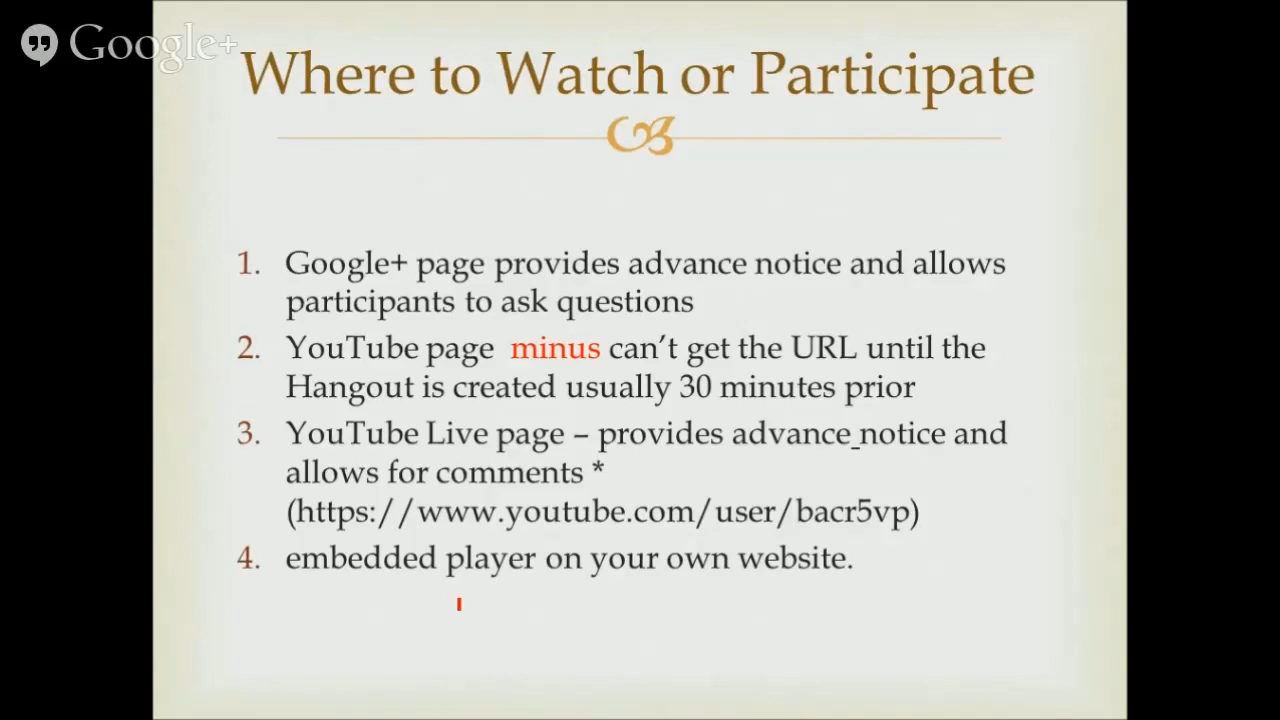 Google+
Where to Watch or Participate
1. Google+ page provides advance notice and allows
participants to ask questions
2. YouTube page minus can't get the URL until the
Hangout is created usually 30 minutes prior
3. YouTube Live page – provides advance notice and
allows for comments *
(https://www.youtube.com/user/bacr5vp)
4. embedded player on your own website.